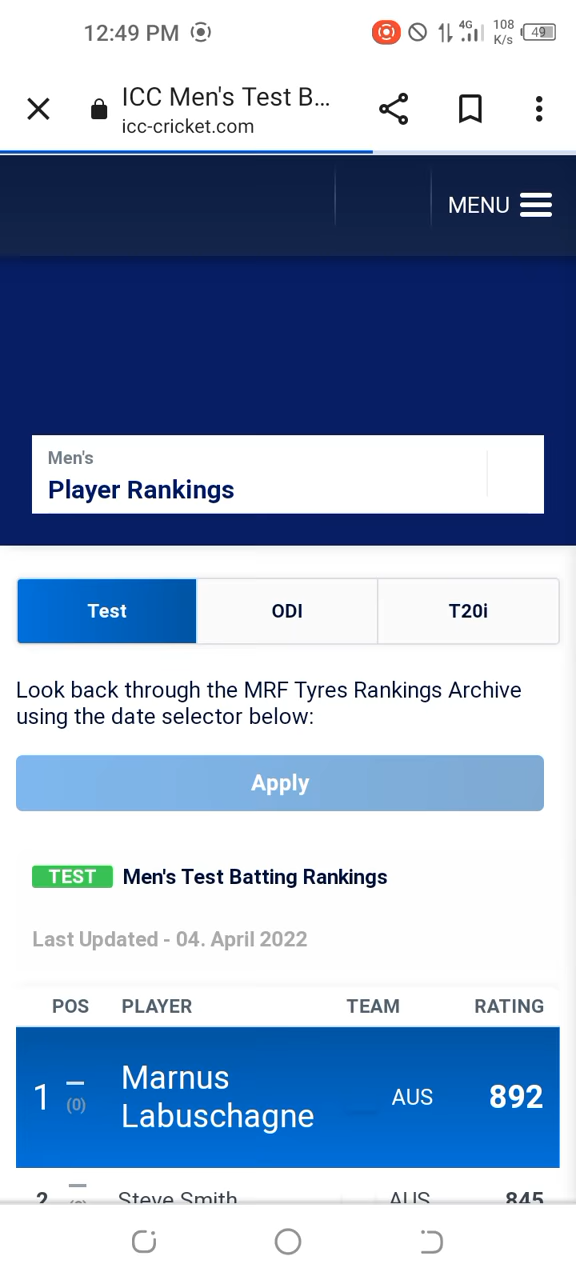 12:49 PM
4G
108
K/s
49
ICC Men's Test B...
icc-cricket.com
MENU
Men's
Player Rankings
Test ODI T20i
Look back through the MRF Tyres Rankings Archive
using the date selector below:
Apply
TEST Men's Test Batting Rankings
Last Updated - 04. April 2022
POS PLAYER TEAM RATING
1 (0) Marnus
Labuschagne AUS 892
2 Steve Smith AUS 845